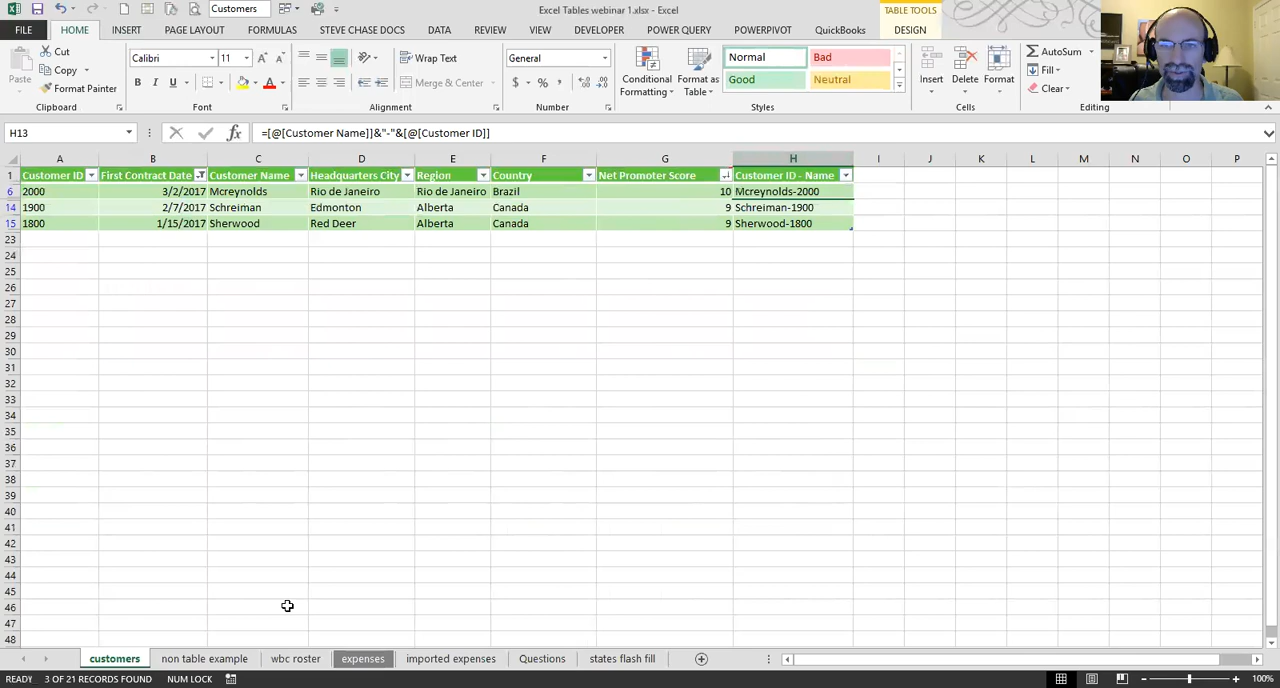 Customers
Excel Tables webinar 1.xlsx - Excel
TABLE TOOLS
FILE HOME INSERT PAGE LAYOUT FORMULAS STEVE CHASE DOCS DATA REVIEW VIEW DEVELOPER POWER QUERY POWERPIVOT QuickBooks DESIGN
Paste
Cut
Copy
Format Painter
Clipboard
Calibri 11
B I U
Font
Wrap Text
Merge & Center
Alignment
General
$ % ,
Number
Conditional Formatting
Format as Table
Normal Bad
Good Neutral
Styles
Insert Delete Format
Cells
AutoSum
Fill
Clear
Editing
H13 =[@[Customer Name]]&"-"&[@[Customer ID]]
A B C D E F G H I J K L M N O P
1 Customer ID First Contract Date Customer Name Headquarters City Region Country Net Promoter Score Customer ID - Name
6 2000 3/2/2017 Mcreynolds Rio de Janeiro Rio de Janeiro Brazil 10 Mcreynolds-2000
14 1900 2/7/2017 Schreiman Edmonton Alberta Canada 9 Schreiman-1900
15 1800 1/15/2017 Sherwood Red Deer Alberta Canada 9 Sherwood-1800
23
24
25
26
27
28
29
30
31
32
33
34
35
36
37
38
39
40
41
42
43
44
45
46
47
48
customers non table example wbc roster expenses imported expenses Questions states flash fill
READY 3 OF 21 RECORDS FOUND NUM LOCK 100%